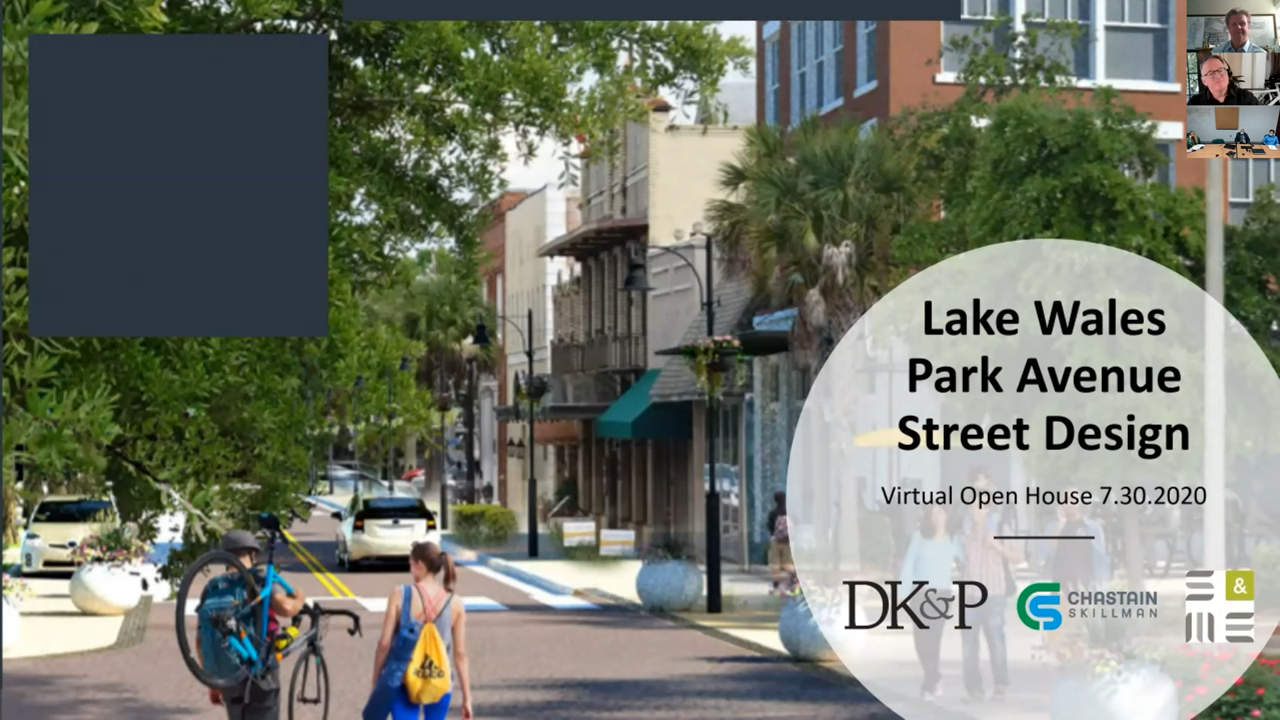 Lake Wales
Park Avenue
Street Design
Virtual Open House 7.30.2020
DK&P
CHASTAIN
SKILLMAN
&